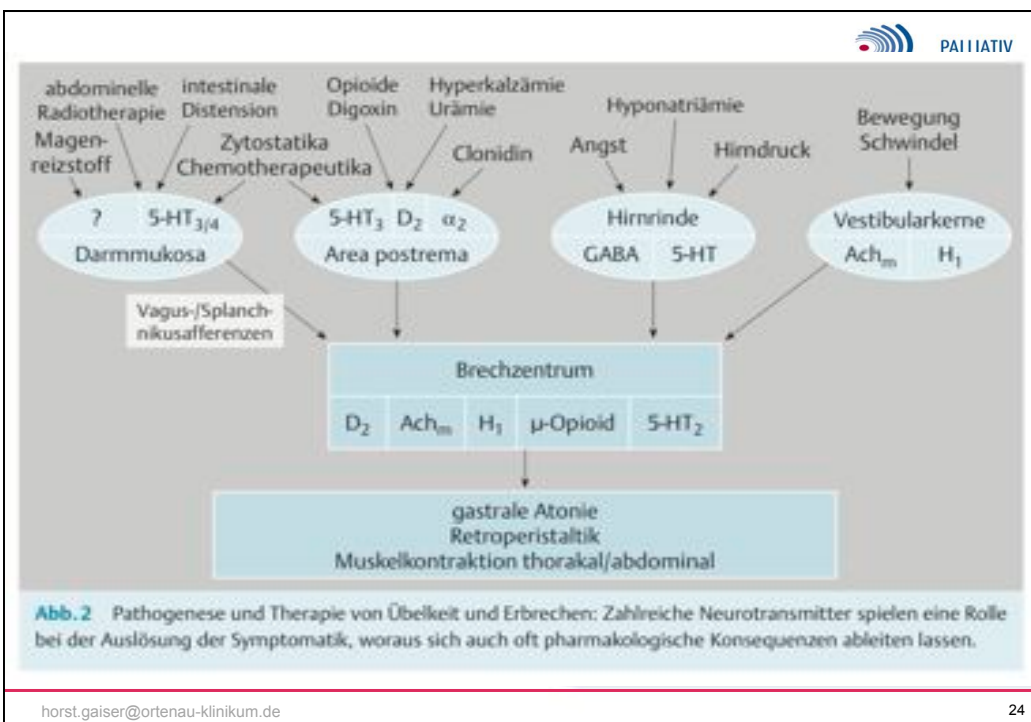 PALLIATIV
abdominelle
Radiotherapie
intestinale
Distension
Opioide
Digoxin
Hyperkalzämie
Urämie
Hyponatriämie
Bewegung
Schwindel
Magen-
reizstoff
Zytostatika
Chemotherapeutika
Clonidin
Angst
Hirndruck
? 5-HT3/4
Darmmukosa
5-HT3 D2 α2
Area postrema
Hirnrinde
GABA 5-HT
Vestibularkerne
Achm H1
Vagus-/Splanch-
nikusafferenzen
Brechzentrum
D2 Achm H1 µ-Opioid 5-HT2
gastrale Atonie
Retroperistaltik
Muskelkontraktion thorakal/abdominal
Abb. 2 Pathogenese und Therapie von Übelkeit und Erbrechen: Zahlreiche Neurotransmitter spielen eine Rolle
bei der Auslösung der Symptomatik, woraus sich auch oft pharmakologische Konsequenzen ableiten lassen.
horst.gaiser@ortenau-klinikum.de
24